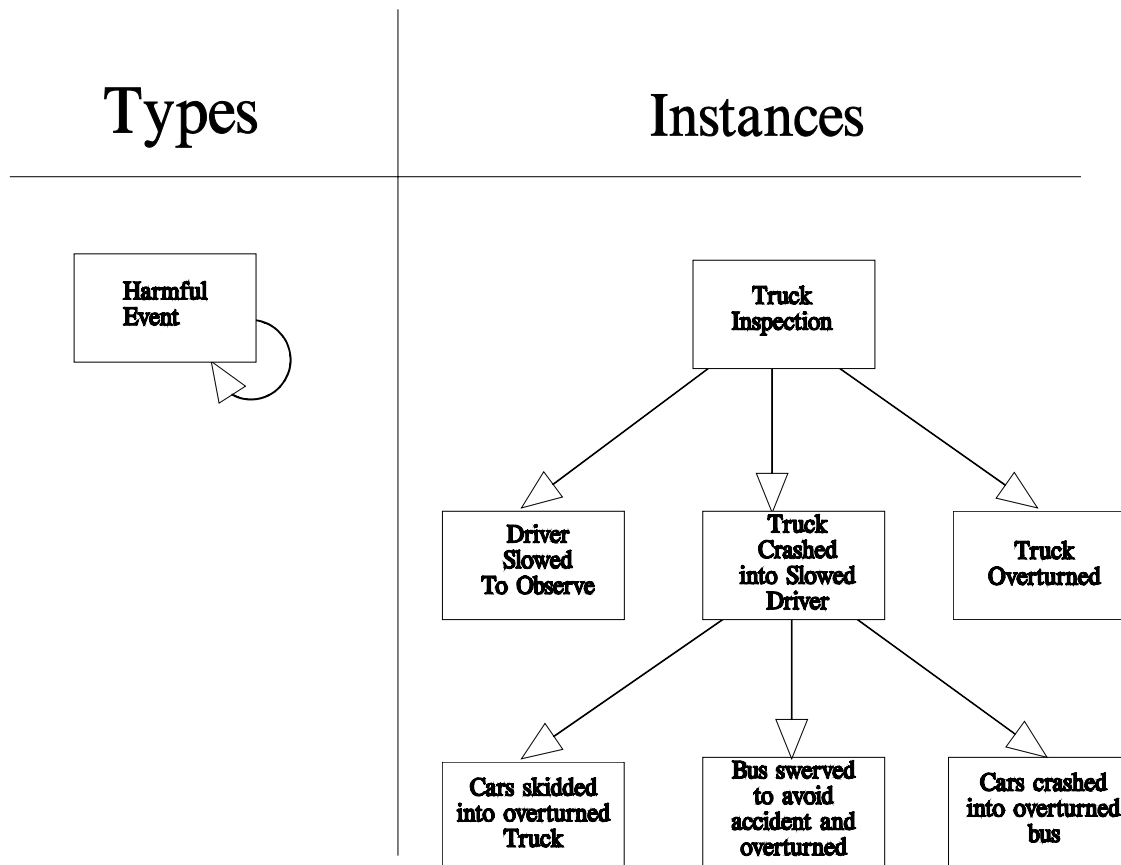 Types
Instances
Harmful
Event
Truck
Inspection
Driver
Slowed
To Observe
Truck
Crashed
into Slowed
Driver
Truck
Overturned
Cars skidded
into overturned
Truck
Bus swerved
to avoid
accident and
overturned
Cars crashed
into overturned
bus